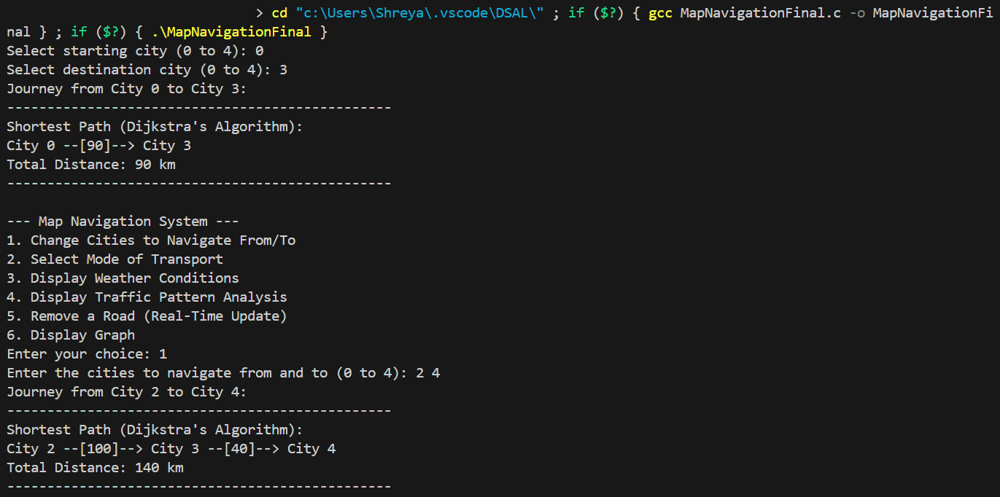 > cd "c:\Users\Shreya\.vscode\DSAL\" ; if ($?) { gcc MapNavigationFinal.c -o MapNavigationFi
nal } ; if ($?) { .\MapNavigationFinal }
Select starting city (0 to 4): 0
Select destination city (0 to 4): 3
Journey from City 0 to City 3:
------------------------------------------------
Shortest Path (Dijkstra's Algorithm):
City 0 --[90]--> City 3
Total Distance: 90 km
------------------------------------------------
--- Map Navigation System ---
1. Change Cities to Navigate From/To
2. Select Mode of Transport
3. Display Weather Conditions
4. Display Traffic Pattern Analysis
5. Remove a Road (Real-Time Update)
6. Display Graph
Enter your choice: 1
Enter the cities to navigate from and to (0 to 4): 2 4
Journey from City 2 to City 4:
------------------------------------------------
Shortest Path (Dijkstra's Algorithm):
City 2 --[100]--> City 3 --[40]--> City 4
Total Distance: 140 km
------------------------------------------------